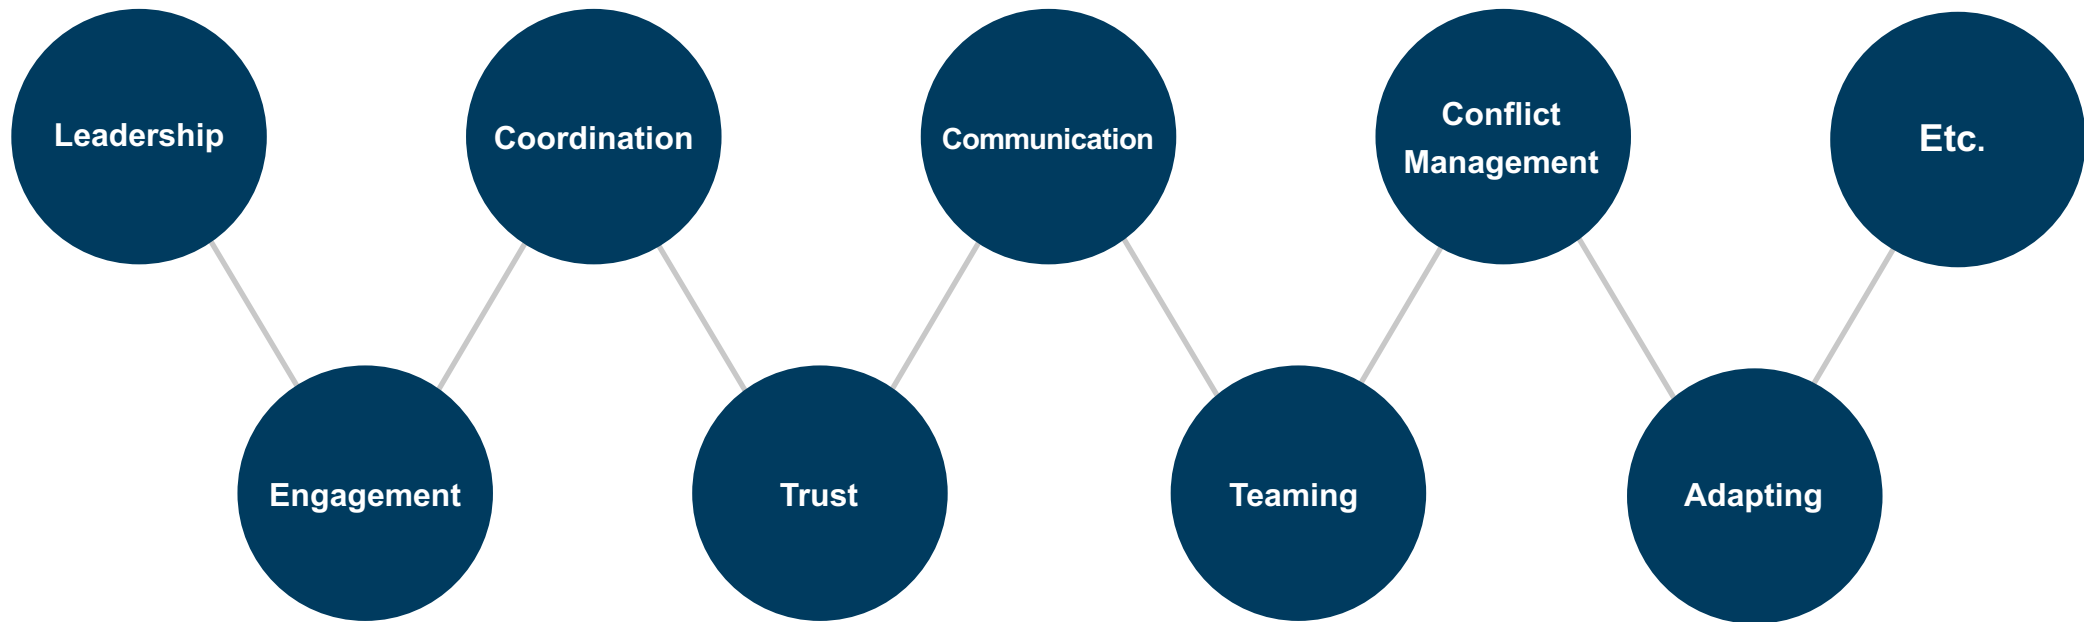 Leadership
Coordination
Communication
Conflict
Management
Etc.
Engagement
Trust
Teaming
Adapting